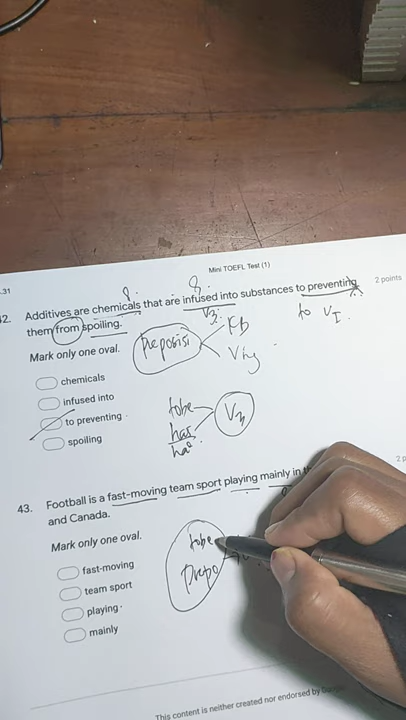 .31
Mini TOEFL Test (1)
2 points
2. Additives are chemicals that are infused into substances to preventing
them from spoiling.
Mark only one oval.
chemicals
infused into
to preventing
spoiling
S.
V3
Preposisi
KB
Ving
to V1
tobe
has
V3
43. Football is a fast-moving team sport playing mainly in
and Canada.
Mark only one oval.
fast-moving
team sport
playing
mainly
tobe
Prepo
This content is neither created nor endorsed by